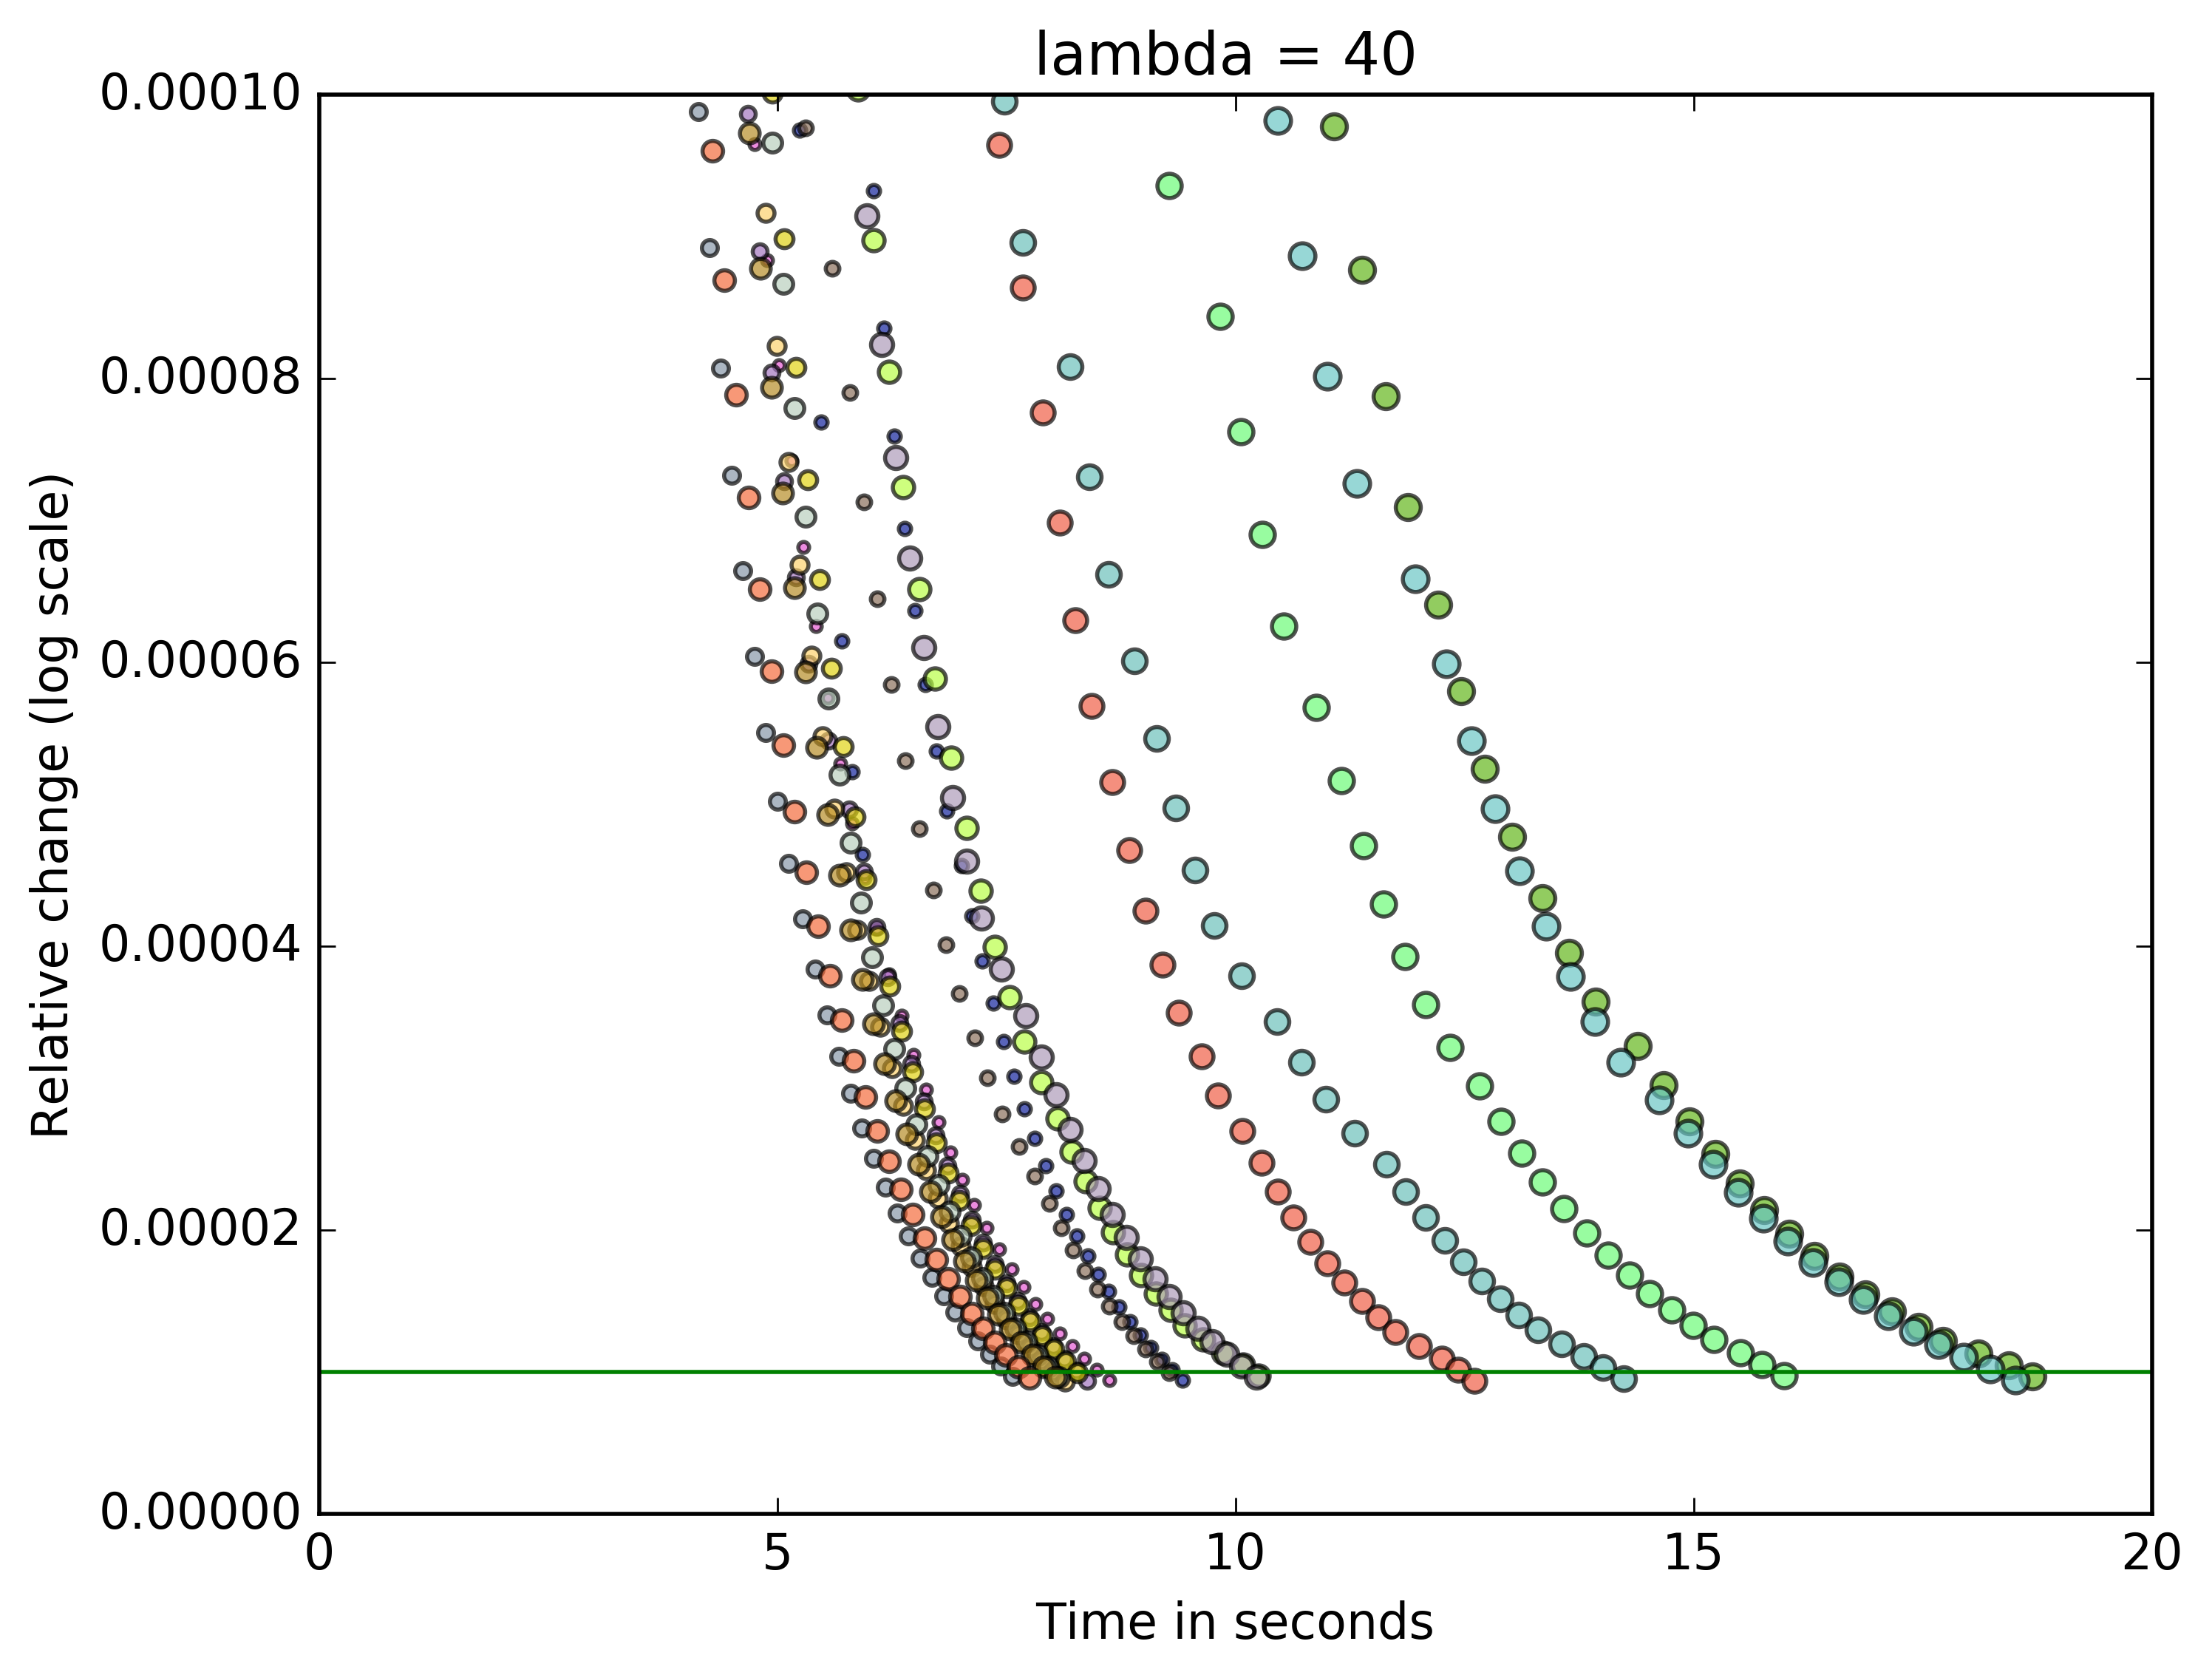 lambda = 40
0.00010
0.00008
0.00006
0.00004
0.00002
0.00000
Relative change (log scale)
0 5 10 15 20
Time in seconds